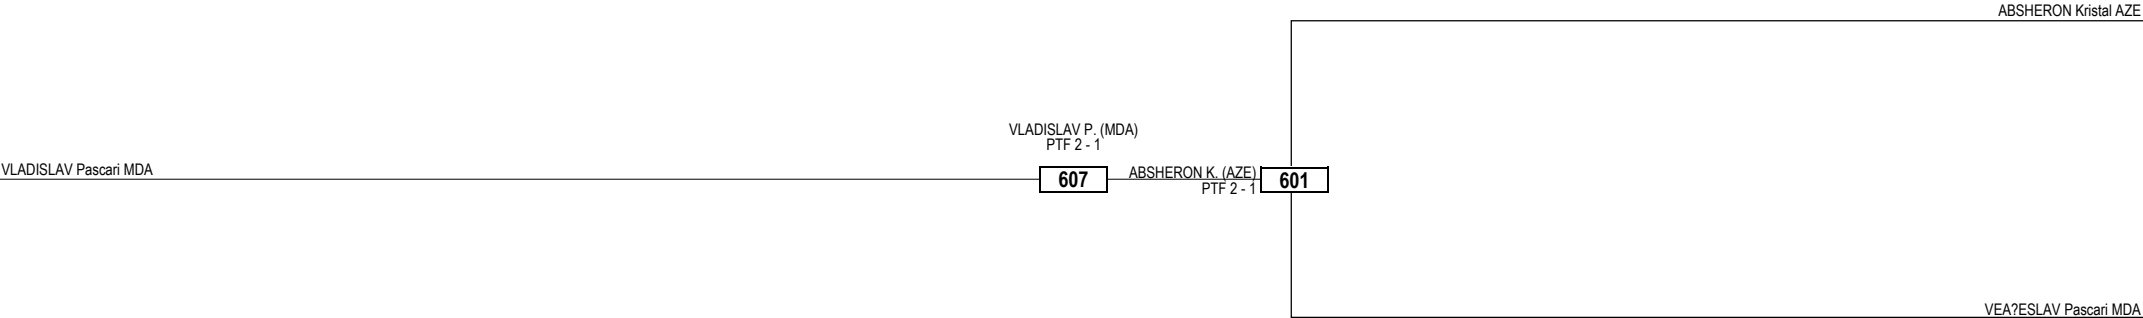 ABSHERON Kristal AZE
VLADISLAV P. (MDA)
PTF 2 - 1
VLADISLAV Pascari MDA
607
ABSHERON K. (AZE)
PTF 2 - 1
601
VEA?ESLAV Pascari MDA